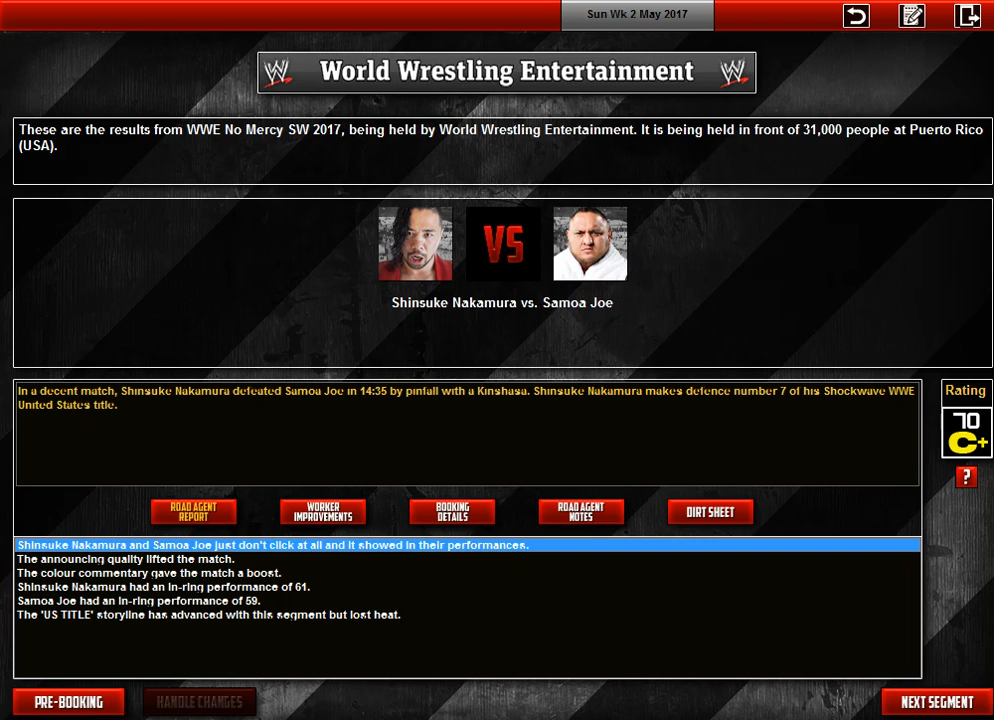 Sun Wk 2 May 2017
World Wrestling Entertainment
These are the results from WWE No Mercy SW 2017, being held by World Wrestling Entertainment. It is being held in front of 31,000 people at Puerto Rico
(USA).
VS
Shinsuke Nakamura vs. Samoa Joe
In a decent match, Shinsuke Nakamura defeated Samoa Joe in 14:35 by pinfall with a Kinshasa. Shinsuke Nakamura makes defence number 7 of his Shockwave WWE
United States title.
Rating
70
C+
?
ROAD AGENT
REPORT
WORKER
IMPROVEMENTS
BOOKING
DETAILS
ROAD AGENT
NOTES
DIRT SHEET
Shinsuke Nakamura and Samoa Joe just don't click at all and it showed in their performances.
The announcing quality lifted the match.
The colour commentary gave the match a boost.
Shinsuke Nakamura had an in-ring performance of 61.
Samoa Joe had an in-ring performance of 59.
The 'US TITLE' storyline has advanced with this segment but lost heat.
PRE-BOOKING
HANDLE CHANGES
NEXT SEGMENT